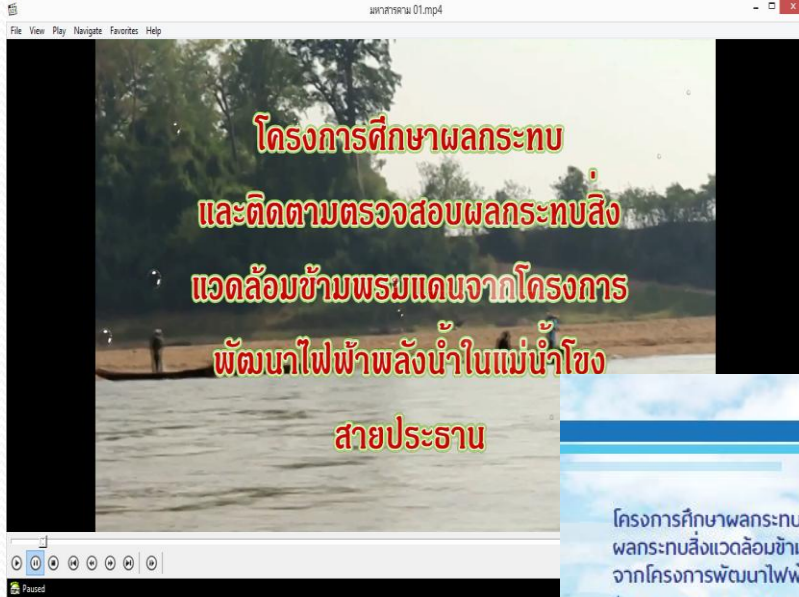 มหาสารคาม 01.mp4
File View Play Navigate Favorites Help
โครงการศึกษาผลกระทบ
และติดตามตรวจสอบผลกระทบสิ่ง
แวดล้อมข้ามพรมแดนจากโครงการ
พัฒนาไฟฟ้าพลังน้ำในแม่น้ำโขง
สายประธาน
Paused
โครงการศึกษาผลกระทบ
ผลกระทบสิ่งแวดล้อมข้าม
จากโครงการพัฒนาไฟฟ้า